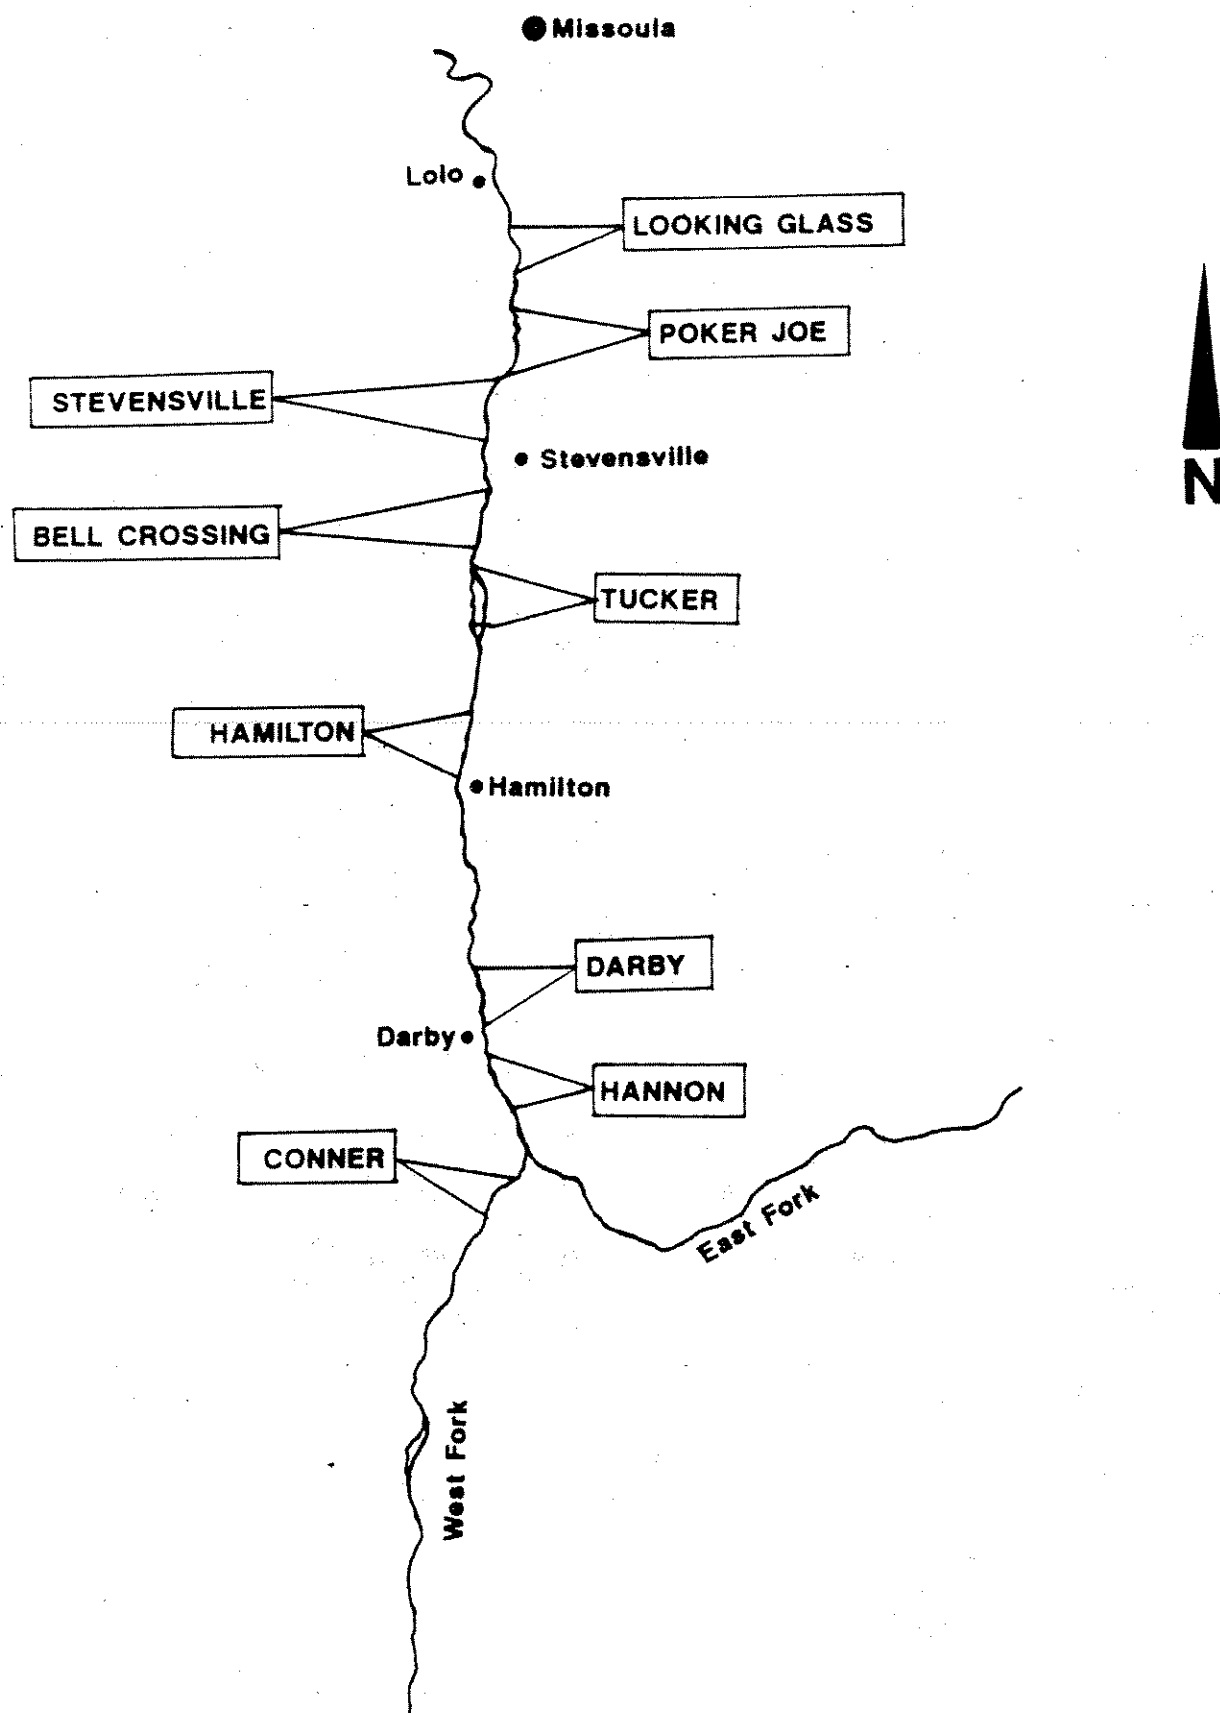 Missoula
Lolo
LOOKING GLASS
POKER JOE
STEVENSVILLE
Stevensville
N
BELL CROSSING
TUCKER
HAMILTON
Hamilton
DARBY
Darby
HANNON
CONNER
East Fork
West Fork